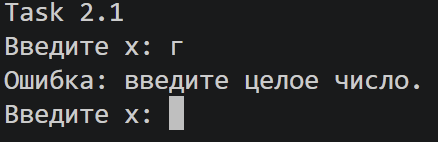 Task 2.1
Введите x: г
Ошибка: введите целое число.
Введите x: